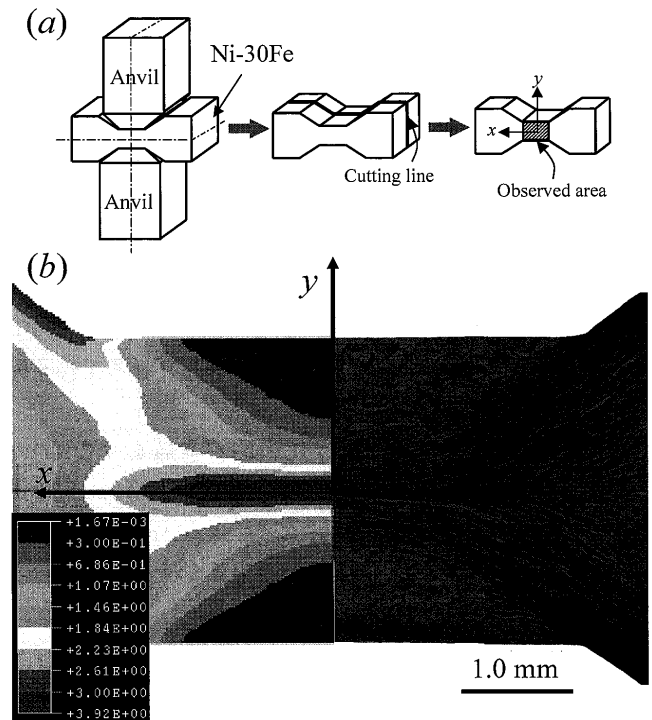 (a)
Ni-30Fe
Anvil
Anvil
Cutting line
y
x
Observed area
(b)
y
x
+1.67E-03
+3.00E-01
+6.86E-01
+1.07E+00
+1.46E+00
+1.84E+00
+2.23E+00
+2.61E+00
+3.00E+00
+3.92E+00
1.0 mm